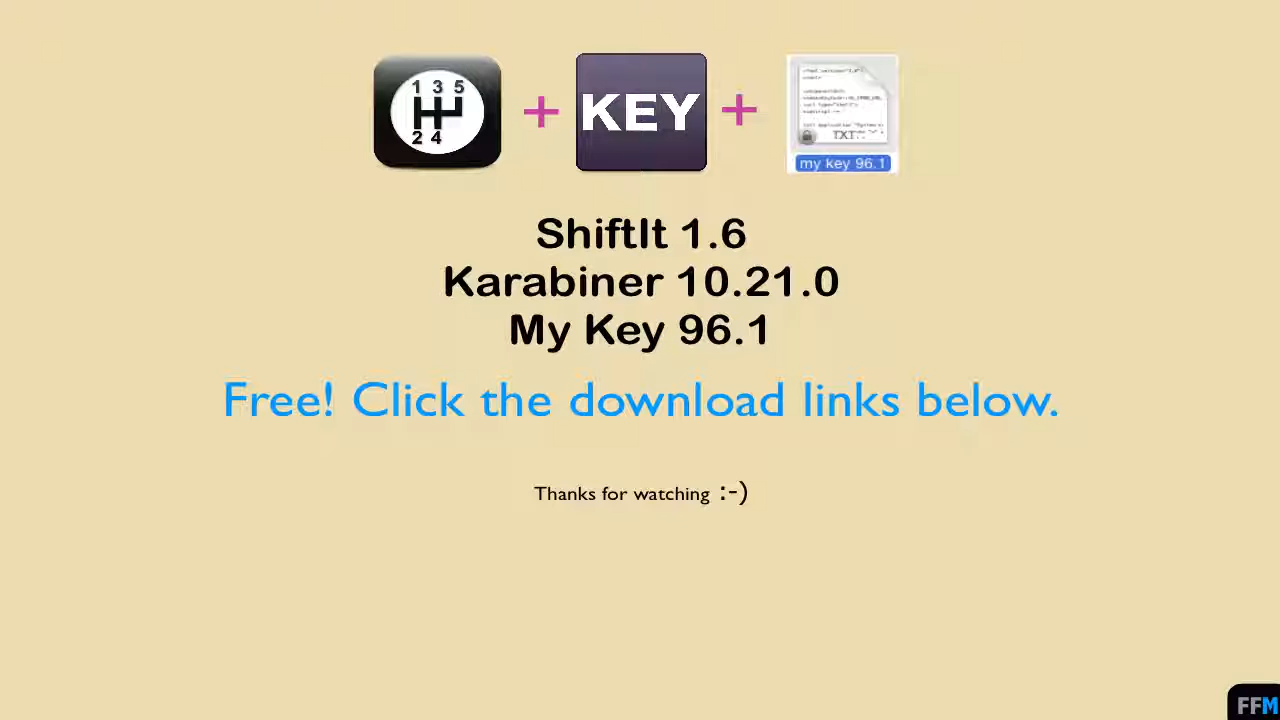 1 3 5
2 4
+ KEY +
TXT
my key 96.1
ShiftIt 1.6
Karabiner 10.21.0
My Key 96.1
Free! Click the download links below.
Thanks for watching :-)
FFM